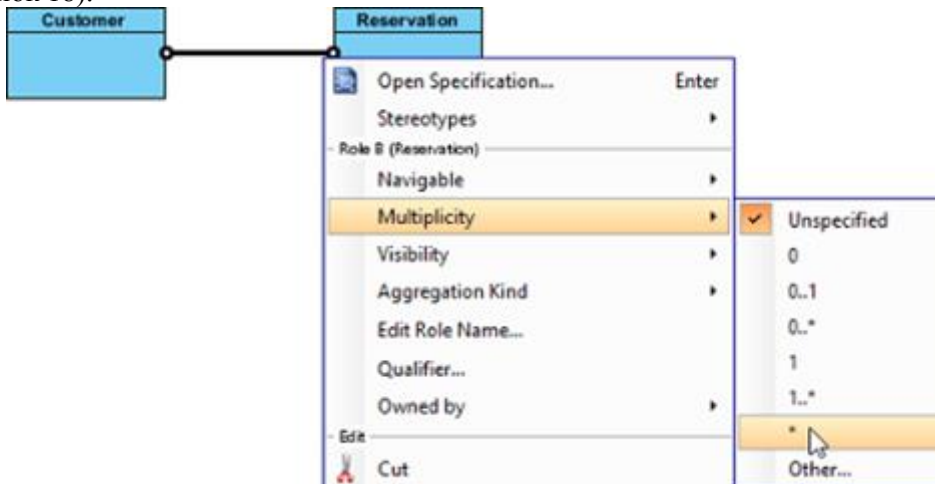 Customer Reservation
Open Specification... Enter
Stereotypes
Role B (Reservation)
Navigable
Multiplicity
Unspecified
Visibility
0
Aggregation Kind
0..1
Edit Role Name...
0..*
Qualifier...
1
Owned by
1..*
Edit
*
Cut
Other...